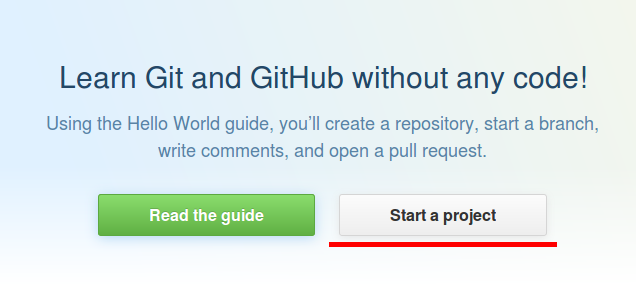 Learn Git and GitHub without any code!
Using the Hello World guide, you’ll create a repository, start a branch,
write comments, and open a pull request.
Read the guide
Start a project